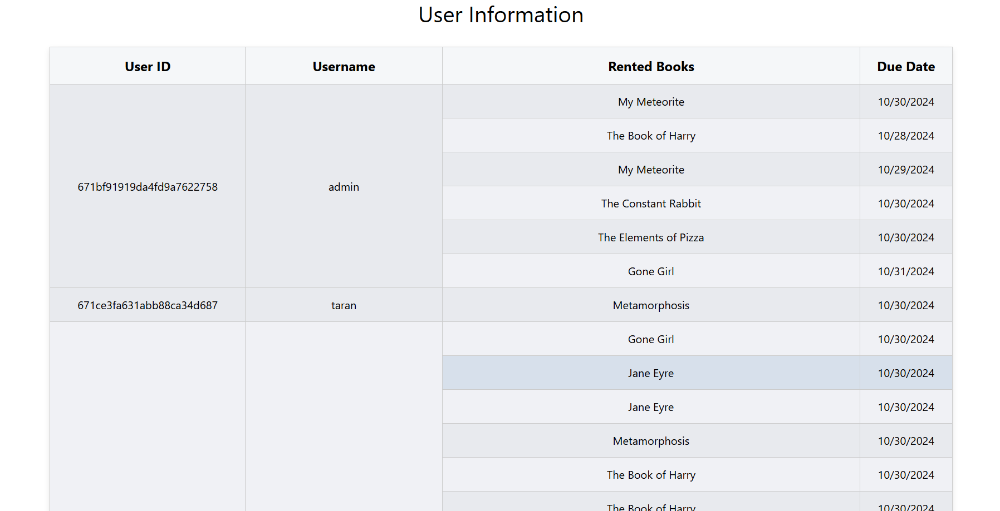 User Information
User ID Username Rented Books Due Date
My Meteorite 10/30/2024
The Book of Harry 10/28/2024
My Meteorite 10/29/2024
671bf91919da4fd9a7622758 admin
The Constant Rabbit 10/30/2024
The Elements of Pizza 10/30/2024
Gone Girl 10/31/2024
671ce3fa631abb88ca34d687 taran Metamorphosis 10/30/2024
Gone Girl 10/30/2024
Jane Eyre 10/30/2024
Jane Eyre 10/30/2024
Metamorphosis 10/30/2024
The Book of Harry 10/30/2024
The Book of Harry 10/30/2024